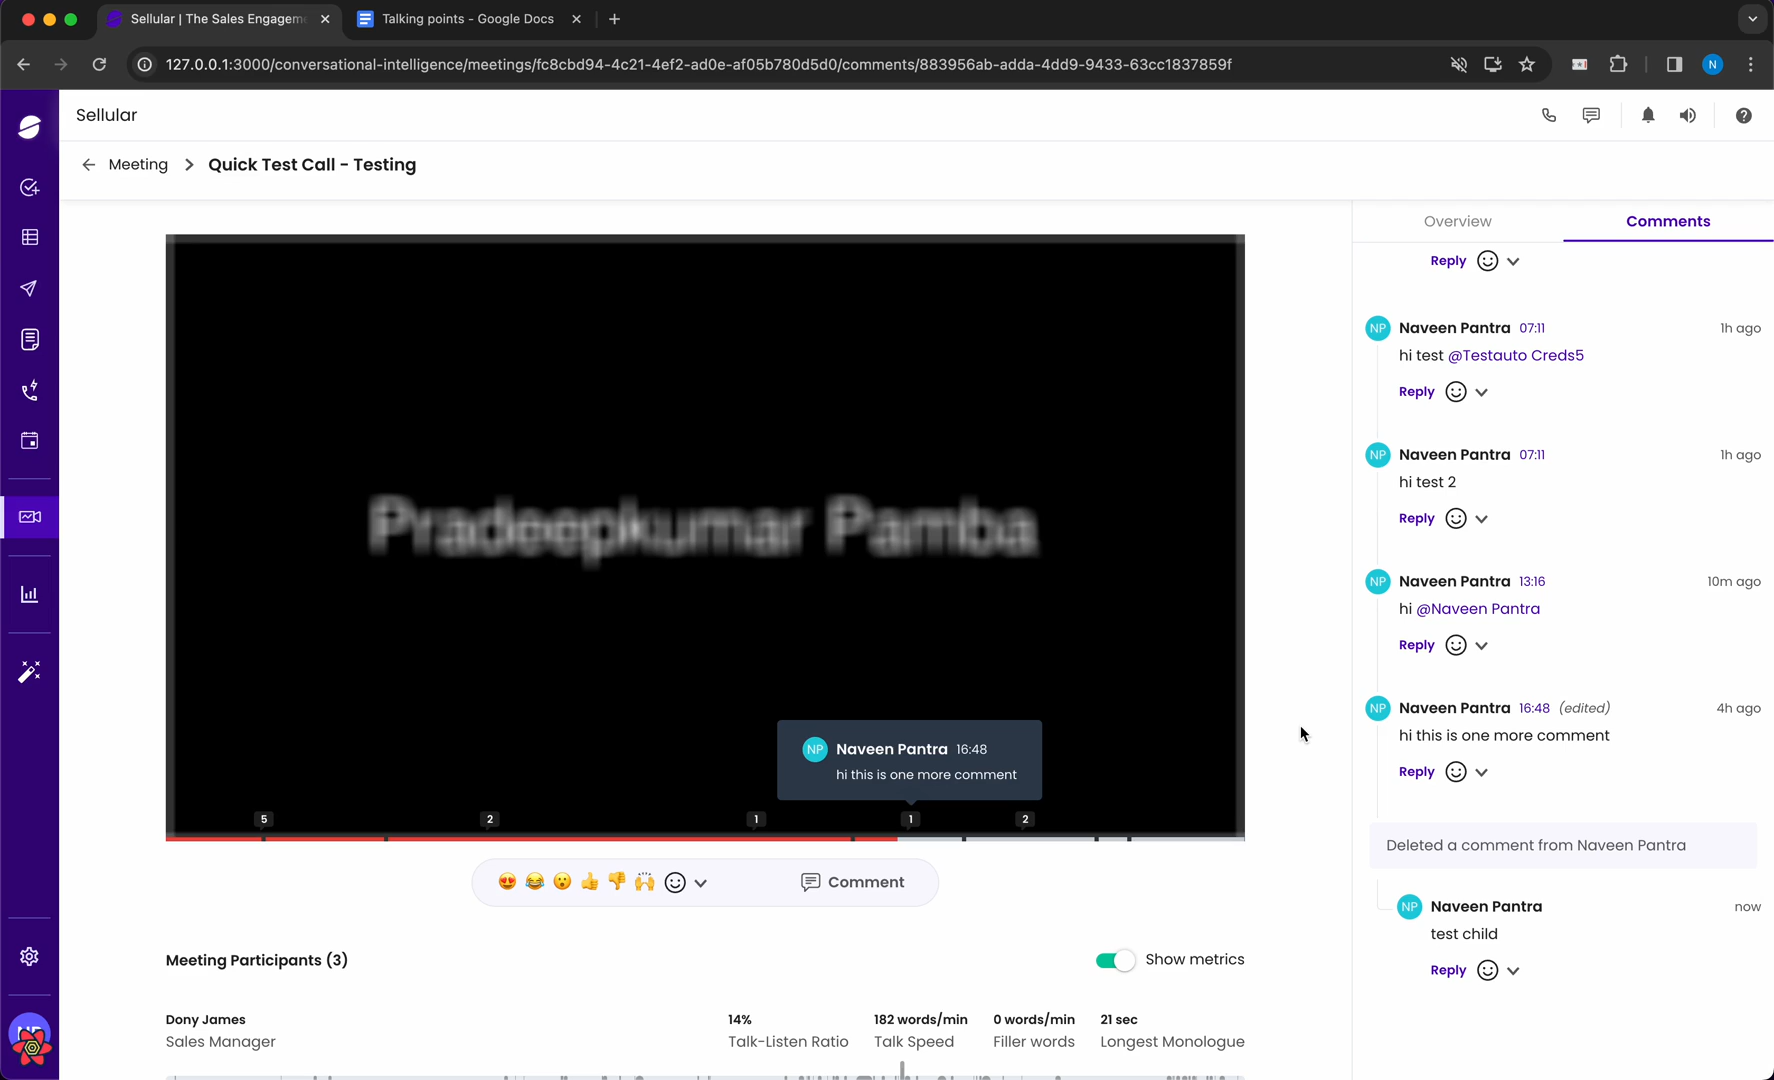 Sellular | The Sales Engagem
Talking points - Google Docs
127.0.0.1:3000/conversational-intelligence/meetings/fc8cbd94-4c21-4ef2-ad0e-af05b780d5d0/comments/883956ab-adda-4dd9-9433-63cc1837859f
N
Sellular
Meeting > Quick Test Call - Testing
Overview
Comments
Reply
NP Naveen Pantra 07:11 1h ago
hi test @Testauto Creds5
Reply
NP Naveen Pantra 07:11 1h ago
hi test 2
Reply
NP Naveen Pantra 13:16 10m ago
hi @Naveen Pantra
Reply
NP Naveen Pantra 16:48 (edited) 4h ago
hi this is one more comment
Reply
Deleted a comment from Naveen Pantra
NP Naveen Pantra now
test child
Reply
Pradeepkumar Pamba
NP Naveen Pantra 16:48
hi this is one more comment
5 2 1 1 2
Comment
Meeting Participants (3)
Show metrics
Dony James
Sales Manager
14%
Talk-Listen Ratio
182 words/min
Talk Speed
0 words/min
Filler words
21 sec
Longest Monologue